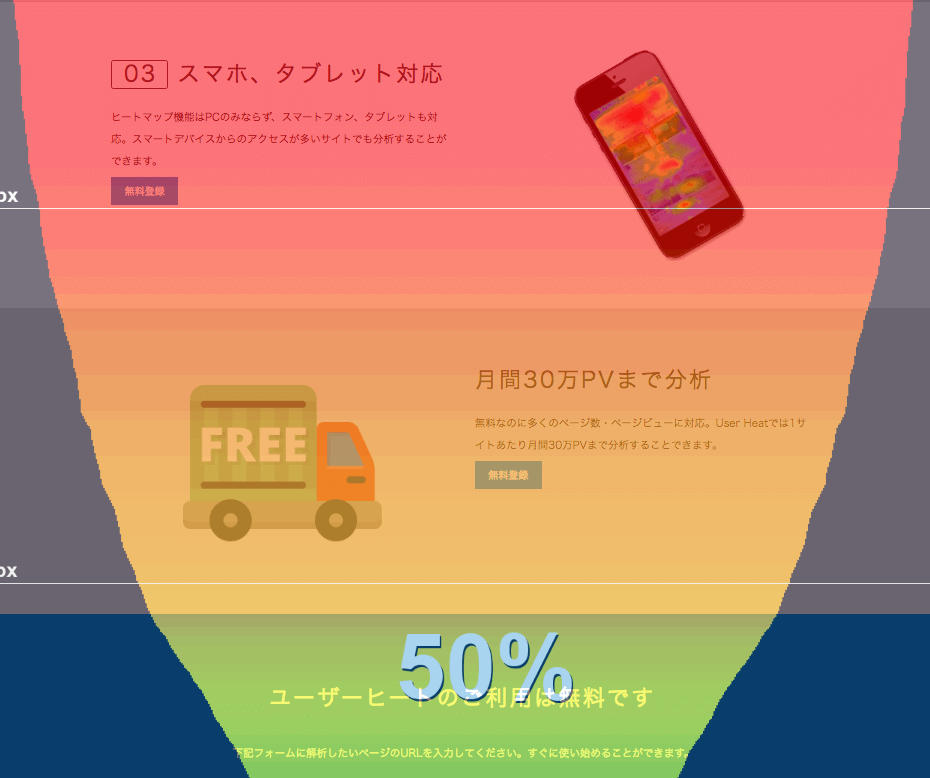 03 スマホ、タブレット対応
ヒートマップ機能はPCのみならず、スマートフォン、タブレットも対
応。スマートデバイスからのアクセスが多いサイトでも分析することが
できます。
無料登録
px
月間30万PVまで分析
無料なのに多くのページ数・ページビューに対応。User Heatでは1サ
イトあたり月間30万PVまで分析することできます。
無料登録
FREE
px
50%
ユーザーヒートのご利用は無料です
下記フォームに解析したいページのURLを入力してください。すぐに使い始めることができます。